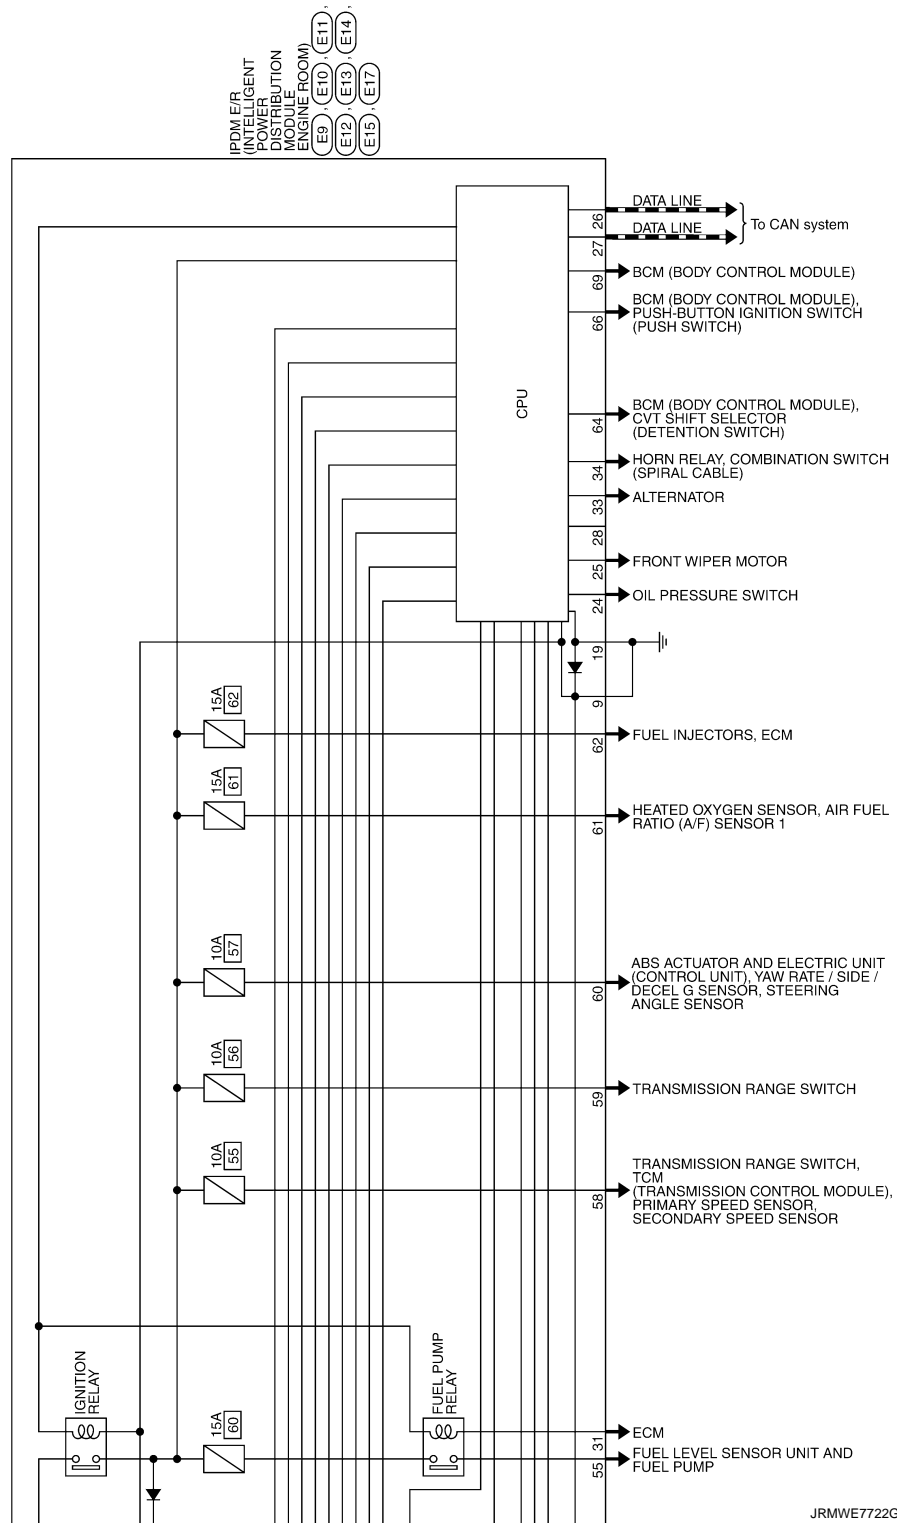 IPDM E/R
(INTELLIGENT
POWER
DISTRIBUTION
MODULE
ENGINE ROOM)
E9 , E10 , E11 ,
E12 , E13 , E14 ,
E15 , E17
CPU
26 DATA LINE
27 DATA LINE
To CAN system
69 BCM (BODY CONTROL MODULE)
66 BCM (BODY CONTROL MODULE),
PUSH-BUTTON IGNITION SWITCH
(PUSH SWITCH)
64 BCM (BODY CONTROL MODULE),
CVT SHIFT SELECTOR
(DETENTION SWITCH)
34 HORN RELAY, COMBINATION SWITCH
(SPIRAL CABLE)
33 ALTERNATOR
28
25 FRONT WIPER MOTOR
24 OIL PRESSURE SWITCH
19
9
15A
62
62 FUEL INJECTORS, ECM
15A
61
61 HEATED OXYGEN SENSOR, AIR FUEL
RATIO (A/F) SENSOR 1
10A
57
60 ABS ACTUATOR AND ELECTRIC UNIT
(CONTROL UNIT), YAW RATE / SIDE /
DECEL G SENSOR, STEERING
ANGLE SENSOR
10A
56
59 TRANSMISSION RANGE SWITCH
10A
55
58 TRANSMISSION RANGE SWITCH,
TCM
(TRANSMISSION CONTROL MODULE),
PRIMARY SPEED SENSOR,
SECONDARY SPEED SENSOR
IGNITION
RELAY
15A
60
FUEL PUMP
RELAY
31 ECM
55 FUEL LEVEL SENSOR UNIT AND
FUEL PUMP
JRMWE7722G